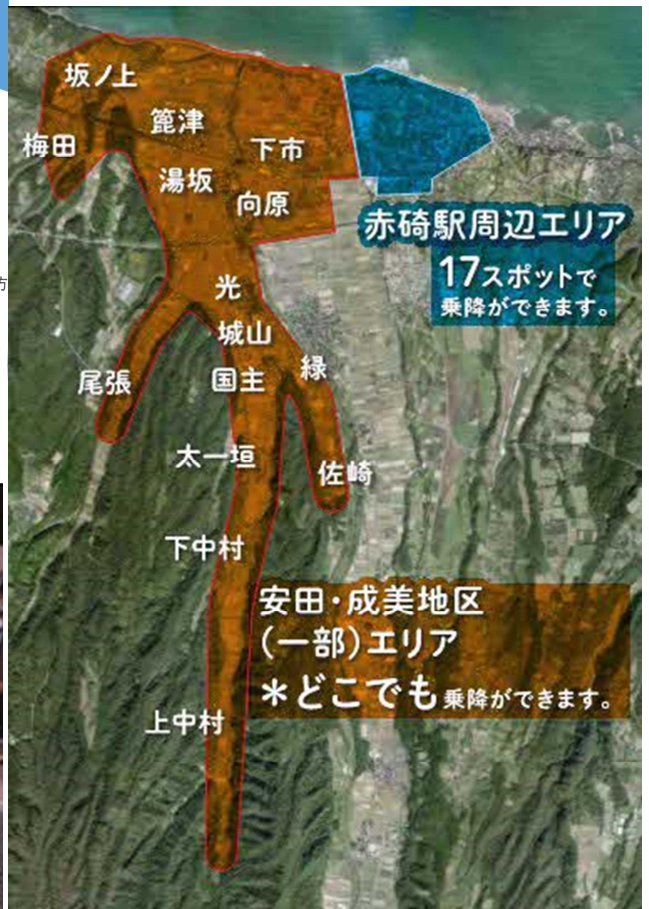 坂ノ上
篦津
梅田
下市
湯坂
向原
赤碕駅周辺エリア
17スポットで
乗降ができます。
方
光
城山
緑
尾張
国主
太一垣
佐崎
下中村
安田・成美地区
（一部）エリア
＊どこでも乗降ができます。
上中村